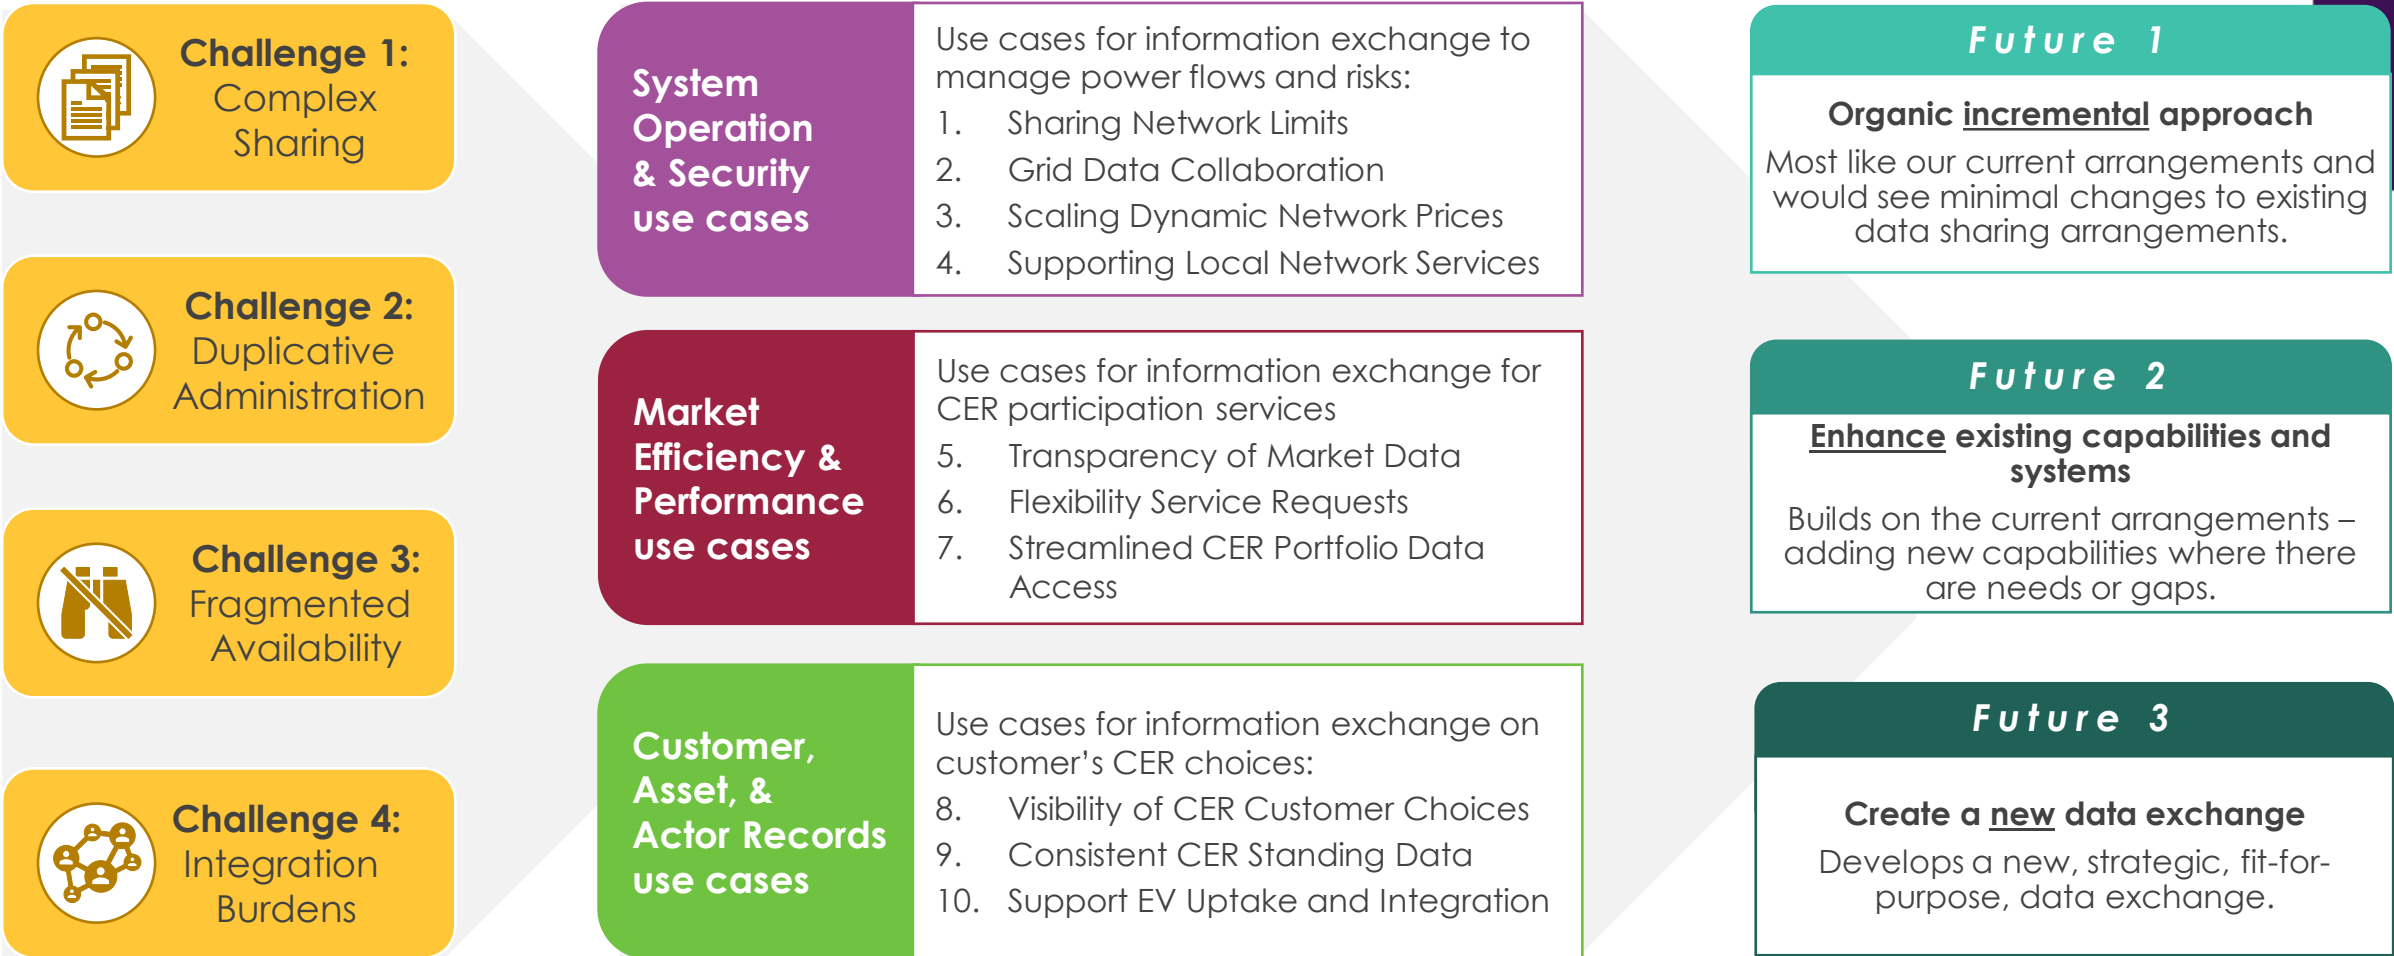 Challenge 1:
Complex
Sharing
Challenge 2:
Duplicative
Administration
Challenge 3:
Fragmented
Availability
Challenge 4:
Integration
Burdens
System
Operation
& Security
use cases
Use cases for information exchange to
manage power flows and risks:
1. Sharing Network Limits
2. Grid Data Collaboration
3. Scaling Dynamic Network Prices
4. Supporting Local Network Services
Market
Efficiency &
Performance
use cases
Use cases for information exchange for
CER participation services
5. Transparency of Market Data
6. Flexibility Service Requests
7. Streamlined CER Portfolio Data
Access
Customer,
Asset, &
Actor Records
use cases
Use cases for information exchange on
customer’s CER choices:
8. Visibility of CER Customer Choices
9. Consistent CER Standing Data
10. Support EV Uptake and Integration
Future 1
Organic incremental approach
Most like our current arrangements and
would see minimal changes to existing
data sharing arrangements.
Future 2
Enhance existing capabilities and
systems
Builds on the current arrangements –
adding new capabilities where there
are needs or gaps.
Future 3
Create a new data exchange
Develops a new, strategic, fit-for-
purpose, data exchange.